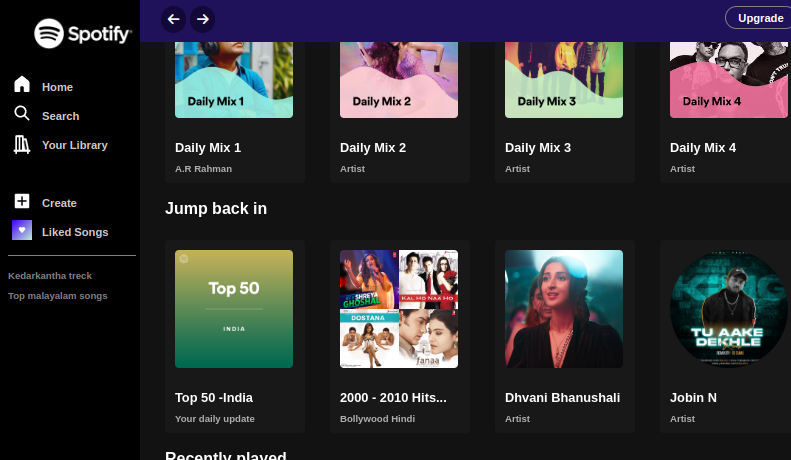 Spotify
Upgrade
Home
Search
Your Library
Create
Liked Songs
Kedarkantha treck
Top malayalam songs
Daily Mix 1
Daily Mix 2
Daily Mix 3
Daily Mix 4
Daily Mix 1
Daily Mix 2
Daily Mix 3
Daily Mix 4
A.R Rahman
Artist
Artist
Artist
Jump back in
Top 50
INDIA
SHREYA
GHOSHAL
KAL HO NAA HO
DOSTANA
Fanaa
TU AAKE
DEKHLE
Top 50 -India
2000 - 2010 Hits...
Dhvani Bhanushali
Jobin N
Your daily update
Bollywood Hindi
Artist
Artist
Recently played